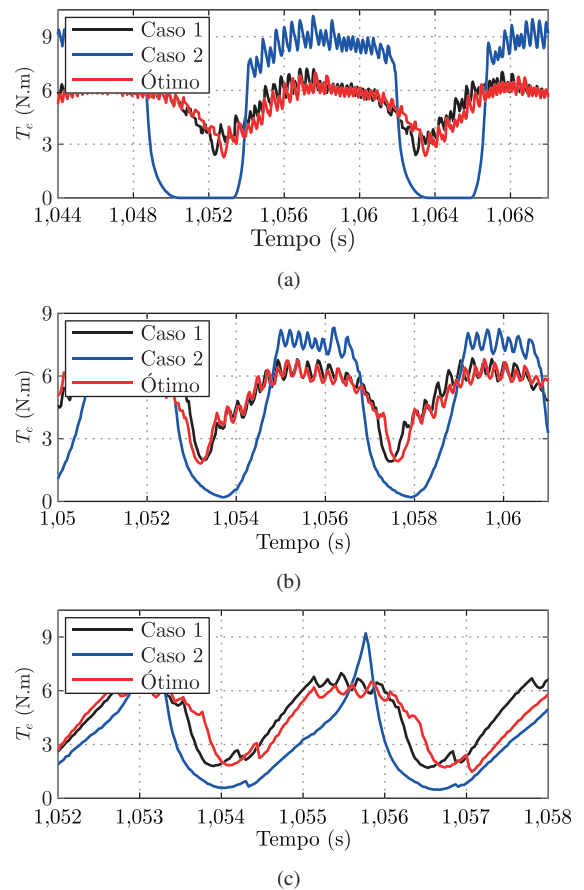 9
6
3
0
T_e (N.m)
Caso 1
Caso 2
Ótimo
1,044 1,048 1,052 1,056 1,06 1,064 1,068
Tempo (s)
(a)
9
6
3
0
T_e (N.m)
Caso 1
Caso 2
Ótimo
1,05 1,052 1,054 1,056 1,058 1,06
Tempo (s)
(b)
9
6
3
0
T_e (N.m)
Caso 1
Caso 2
Ótimo
1,052 1,053 1,054 1,055 1,056 1,057 1,058
Tempo (s)
(c)